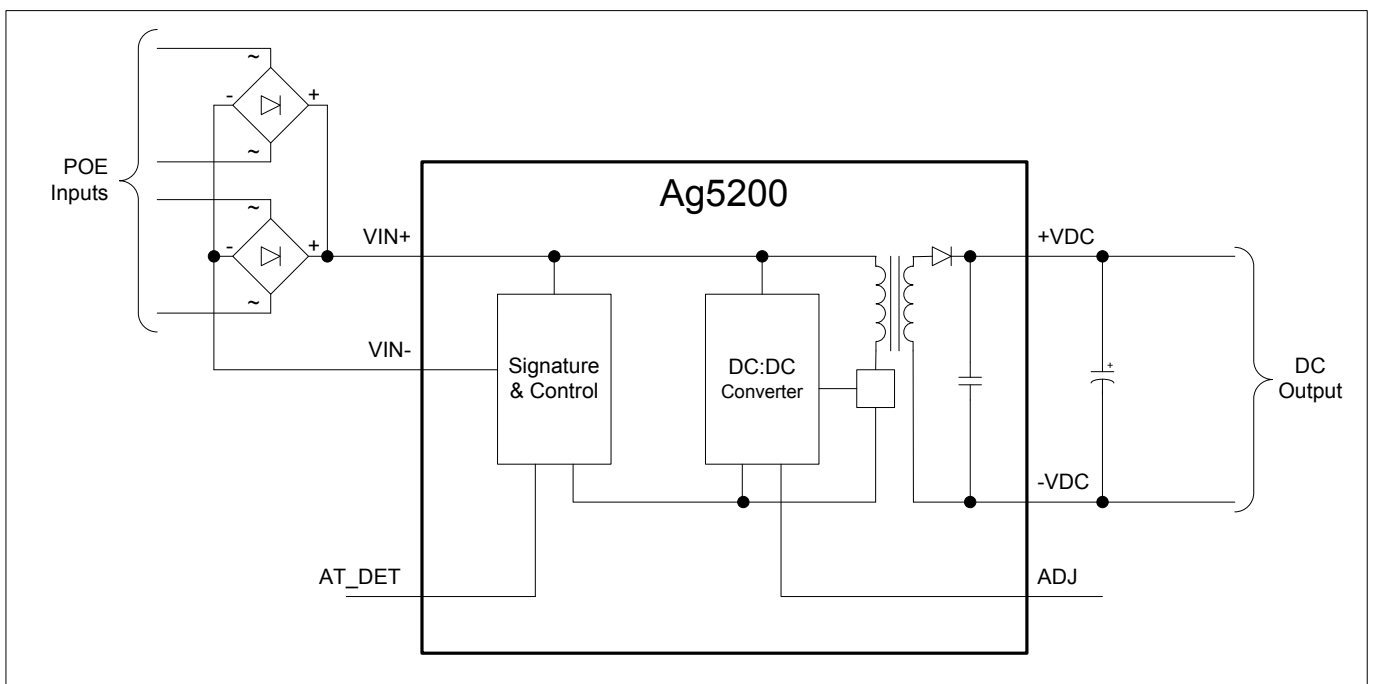 ~
- +
POE
Inputs
~
~
- +
~
Ag5200
VIN+
VIN-
Signature
& Control
DC:DC
Converter
+VDC
+
-VDC
DC
Output
AT_DET
ADJ